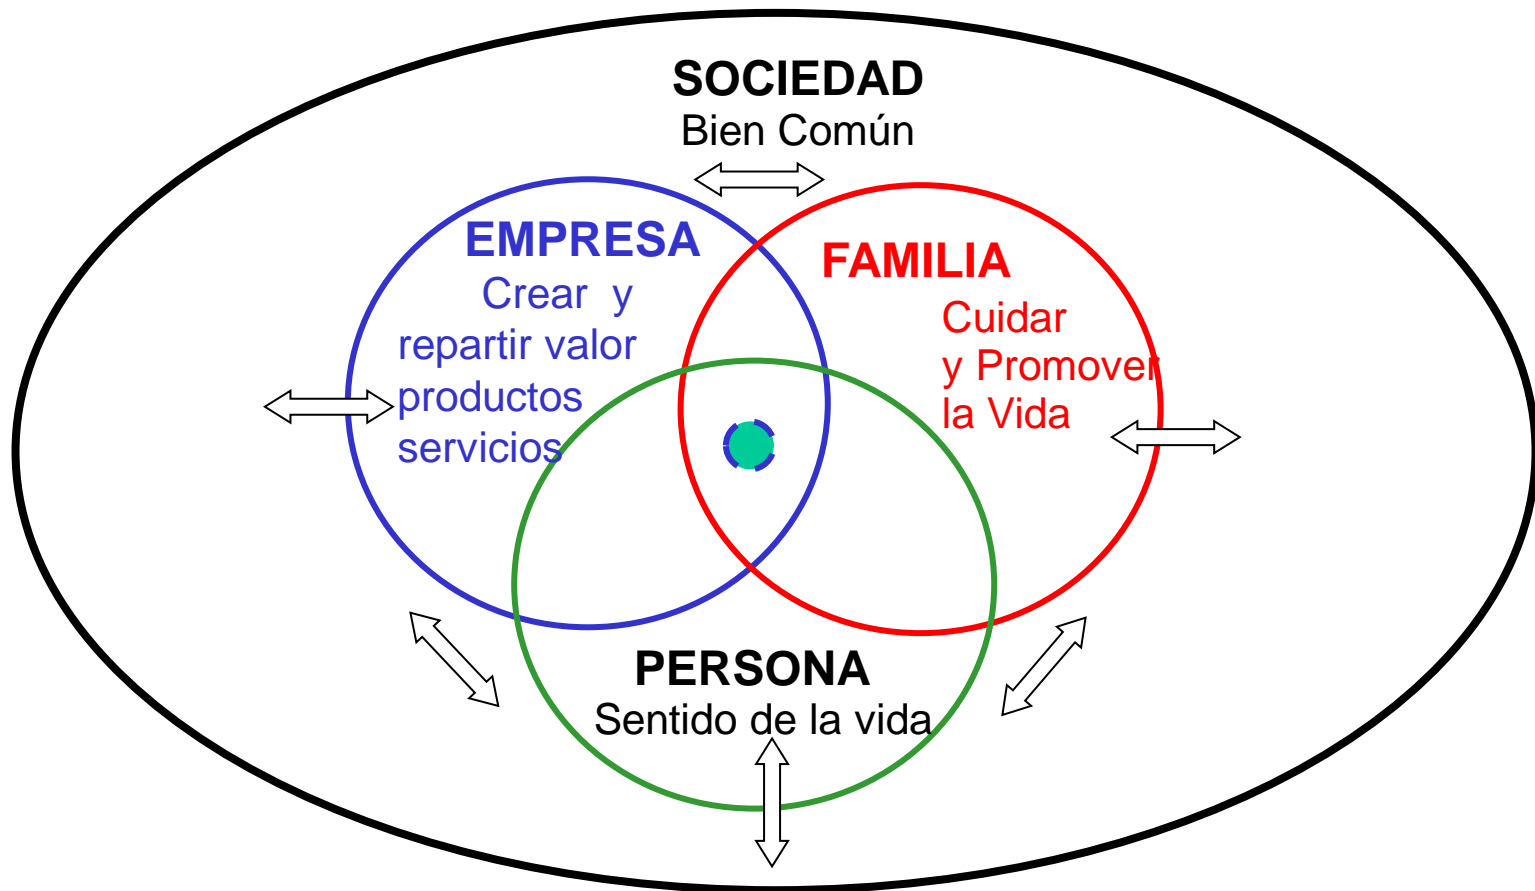 SOCIEDAD
Bien Común
EMPRESA
Crear y
repartir valor
productos
servicios
FAMILIA
Cuidar
y Promover
la Vida
PERSONA
Sentido de la vida